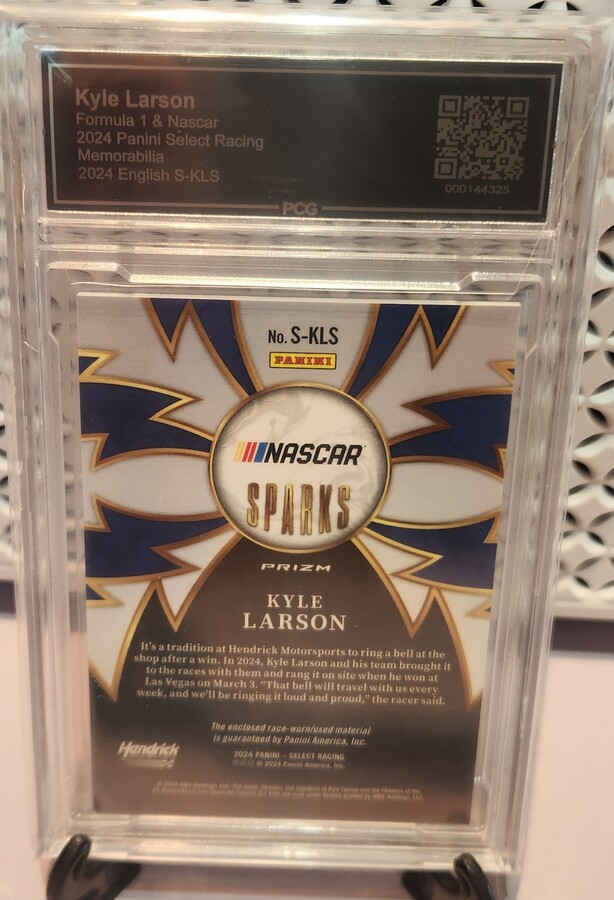 Kyle Larson
Formula 1 & Nascar
2024 Panini Select Racing
Memorabilia
2024 English S-KLS
000144325
PCG
No. S-KLS
PANINI
NASCAR
SPARKS
PRIZM
KYLE
LARSON
It's a tradition at Hendrick Motorsports to ring a bell at the
shop after a win. In 2024, Kyle Larson and his team brought it
to the races with them and rang it on site when he won at
Las Vegas on March 3. "That bell will travel with us every
week, and we'll be ringing it loud and proud," the racer said.
The enclosed race-worn/used material
is guaranteed by Panini America, Inc.
Hendrick
2024 PANINI – SELECT RACING
© 2024 Panini America, Inc.